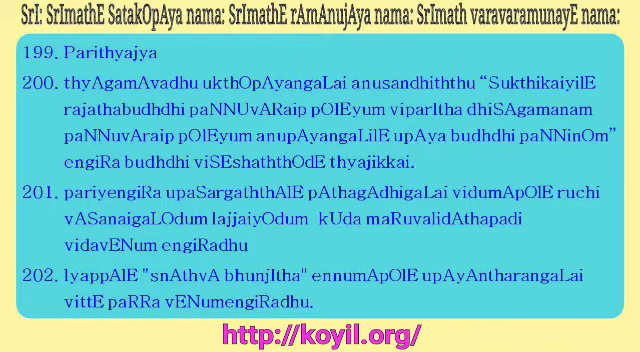 SrI: SrImathE SatakOpAya nama: SrImathE rAmAnujAya nama: SrImath varavaramunayE nama:
199. Parithyajya
200. thyAgamAvadhu ukthOpAyangaLai anusandhiththu “SukthikaiyilE
rajathabudhdhi paNNUvARaip pOlEyum viparItha dhiSAgamanam
paNNuvAraip pOlEyum anupAyangaLilE upAya budhdhi paNNinOm”
engiRa budhdhi viSEshaththOdE thyajikkai.
201. pariyengiRa upaSargaththAlE pAthagAdhigaLai vidumApOlE ruchi
vASanaigaLOdum lajjaiyOdum kUda maRuvalidAthapadi
vidavENum engiRadhu
202. lyappAlE "snAthvA bhunjItha" ennumApOlE upAyAntharangaLai
vittE paRRa vENumengiRadhu.
http://koyil.org/